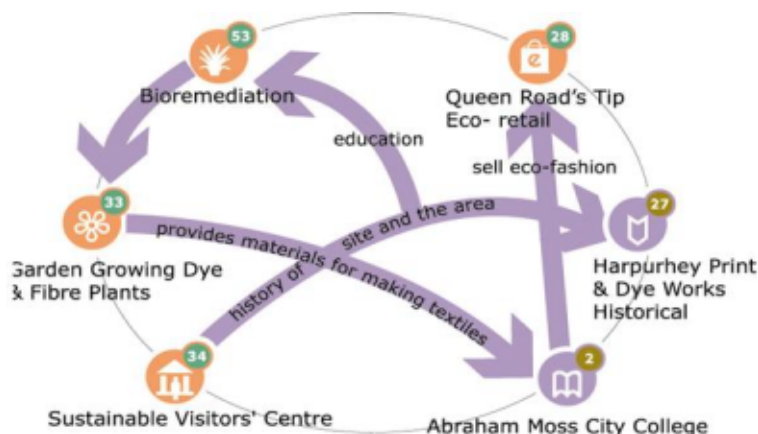 53
28
Bioremediation
Queen Road's Tip
Eco- retail
education
sell eco-fashion
33
27
provides materials for making textiles
history of site and the area
Garden Growing Dye
& Fibre Plants
Harpurhey Print
& Dye Works
Historical
34
2
Sustainable Visitors' Centre
Abraham Moss City College